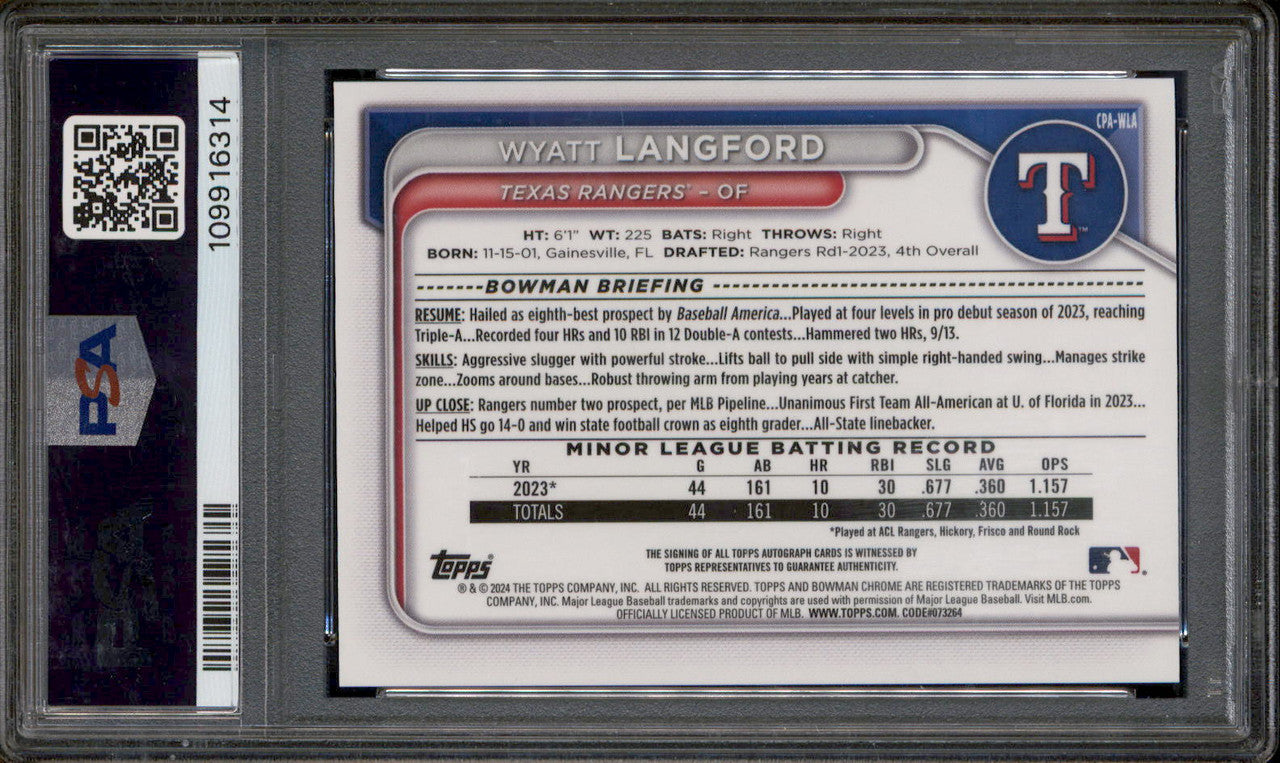 109916314
PSA
CPA-WLA
WYATT LANGFORD
TEXAS RANGERS® – OF
T™
HT: 6'1" WT: 225 BATS: Right THROWS: Right
BORN: 11-15-01, Gainesville, FL DRAFTED: Rangers Rd1-2023, 4th Overall
BOWMAN BRIEFING
RESUME: Hailed as eighth-best prospect by Baseball America...Played at four levels in pro debut season of 2023, reaching
Triple-A...Recorded four HRs and 10 RBI in 12 Double-A contests...Hammered two HRs, 9/13.
SKILLS: Aggressive slugger with powerful stroke...Lifts ball to pull side with simple right-handed swing...Manages strike
zone...Zooms around bases...Robust throwing arm from playing years at catcher.
UP CLOSE: Rangers number two prospect, per MLB Pipeline...Unanimous First Team All-American at U. of Florida in 2023...
Helped HS go 14-0 and win state football crown as eighth grader...All-State linebacker.
MINOR LEAGUE BATTING RECORD
YR G AB HR RBI SLG AVG OPS
2023* 44 161 10 30 .677 .360 1.157
TOTALS 44 161 10 30 .677 .360 1.157
*Played at ACL Rangers, Hickory, Frisco and Round Rock
Topps®
THE SIGNING OF ALL TOPPS AUTOGRAPH CARDS IS WITNESSED BY
TOPPS REPRESENTATIVES TO GUARANTEE AUTHENTICITY.
® & © 2024 THE TOPPS COMPANY, INC. ALL RIGHTS RESERVED. TOPPS AND BOWMAN CHROME ARE REGISTERED TRADEMARKS OF THE TOPPS
COMPANY, INC. Major League Baseball trademarks and copyrights are used with permission of Major League Baseball. Visit MLB.com.
OFFICIALLY LICENSED PRODUCT OF MLB. WWW.TOPPS.COM. CODE#073264